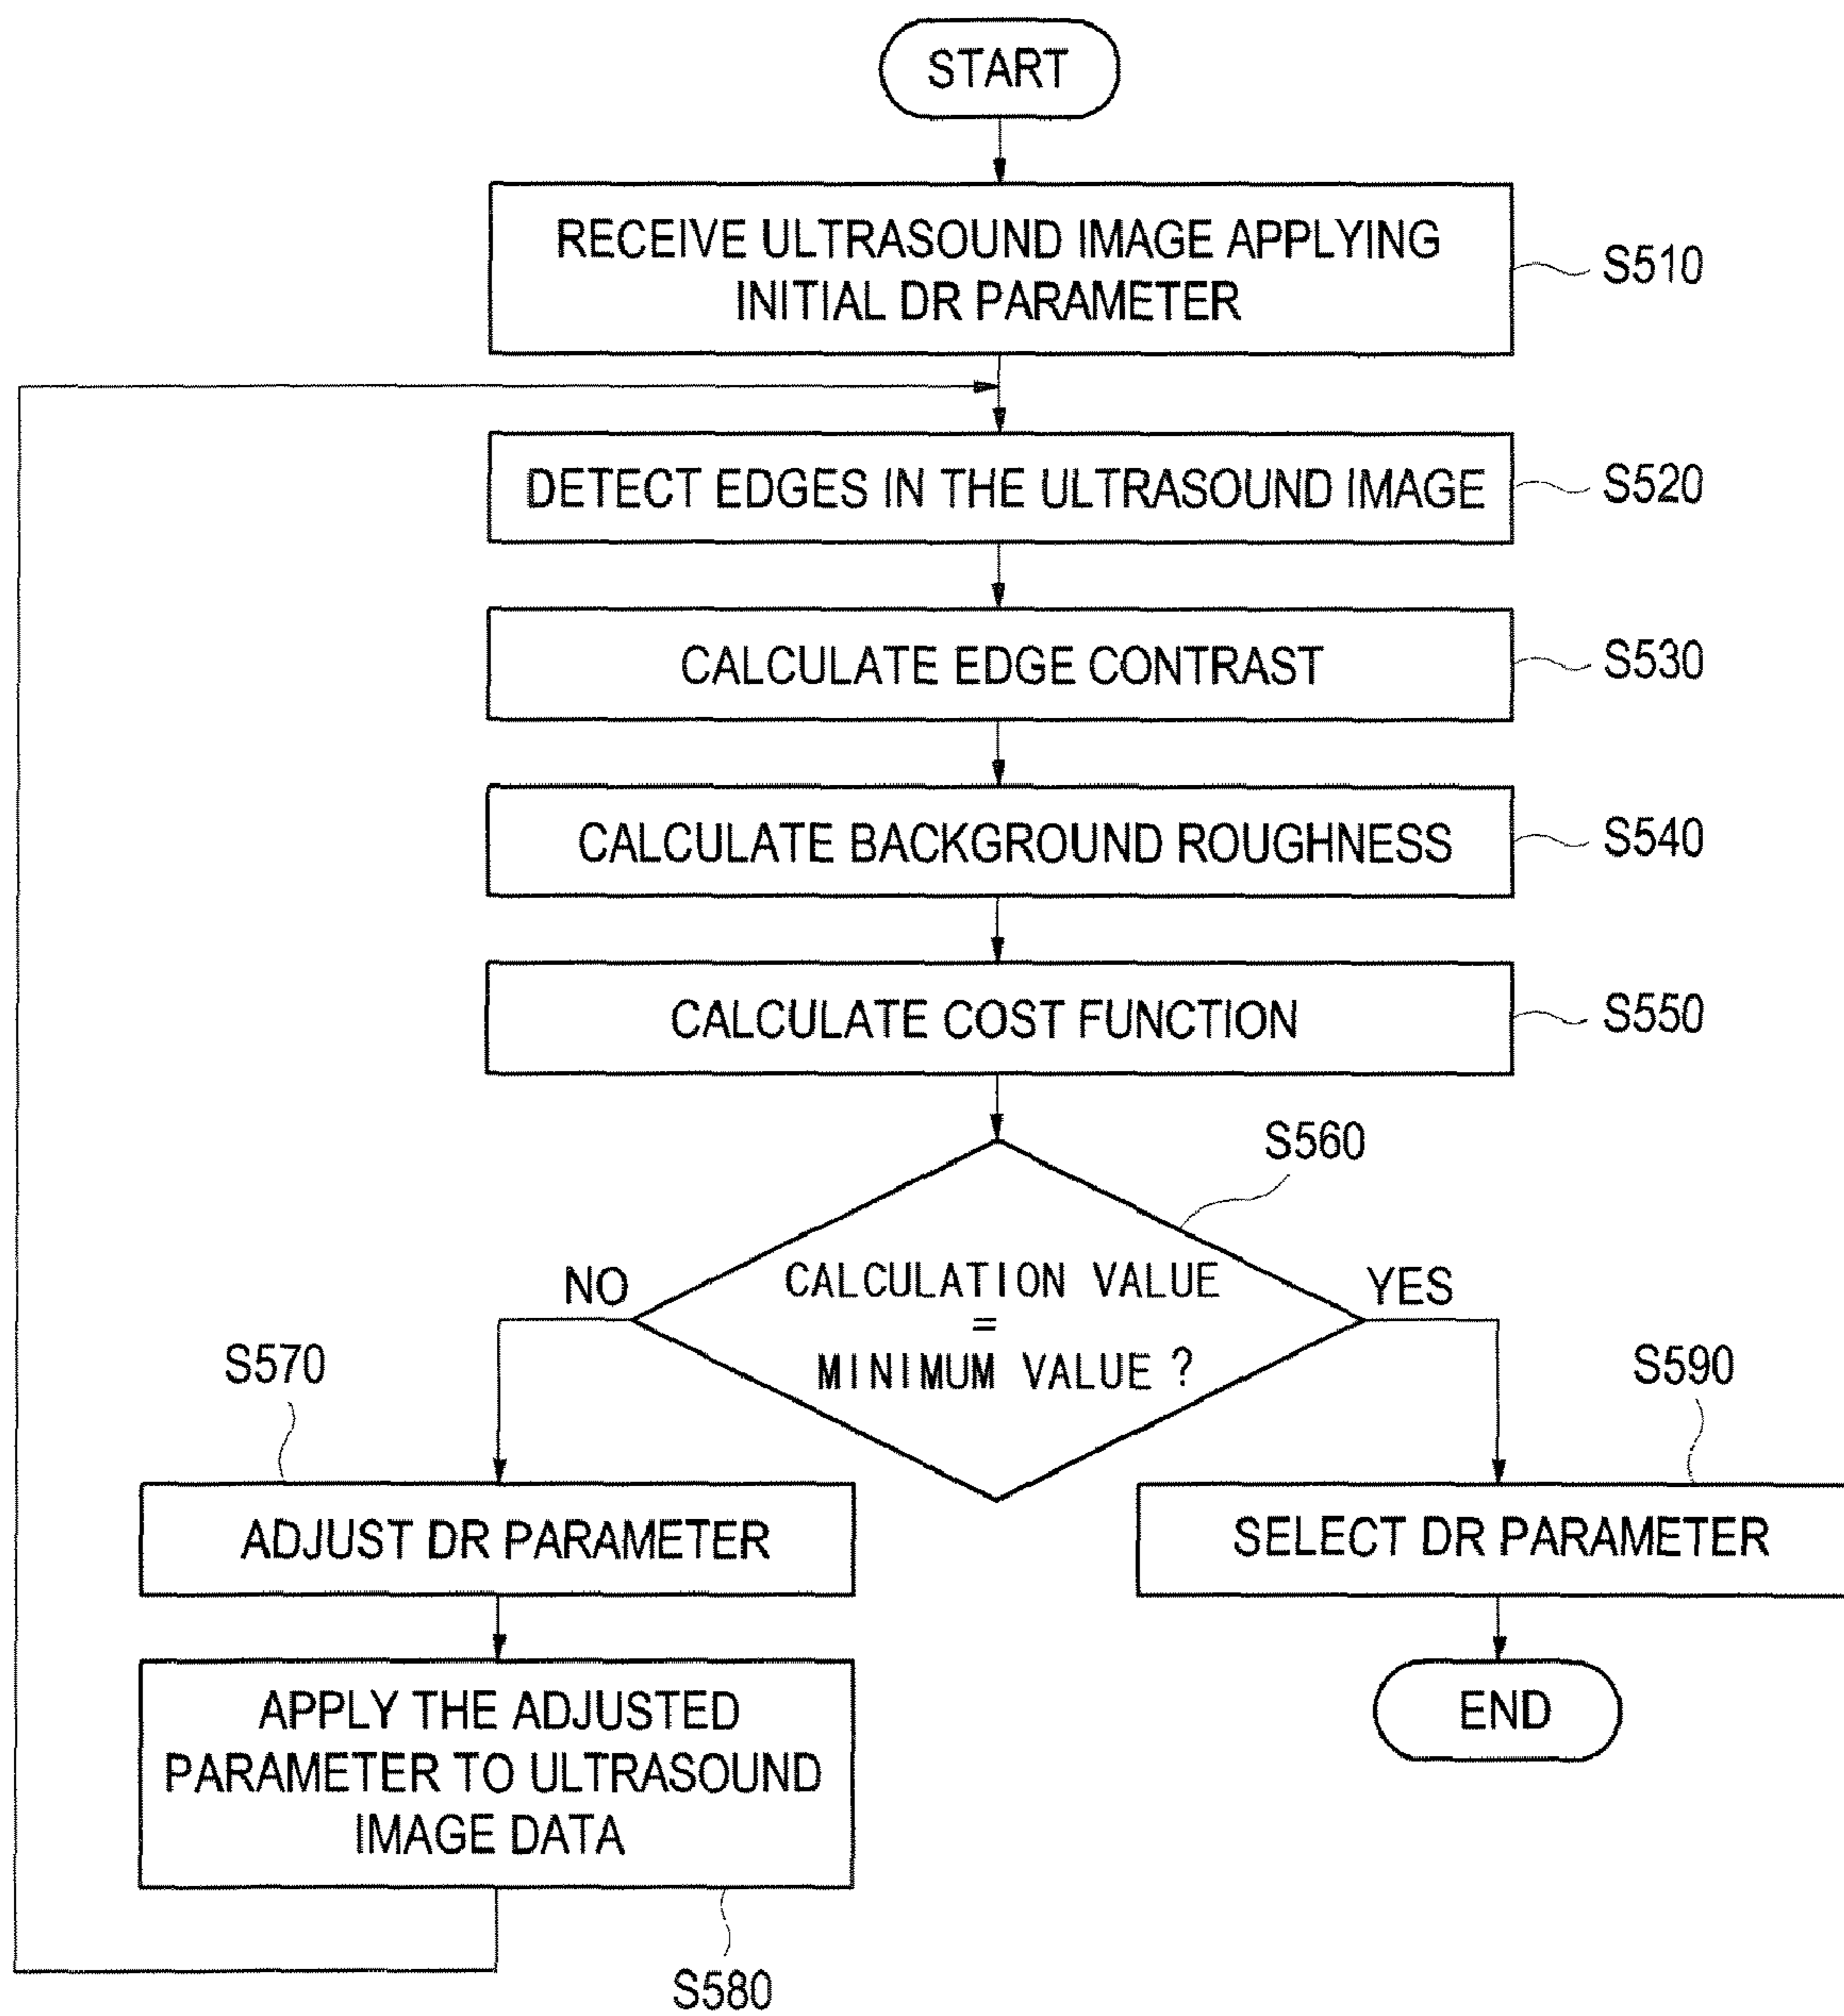 START
RECEIVE ULTRASOUND IMAGE APPLYING
INITIAL DR PARAMETER
S510
DETECT EDGES IN THE ULTRASOUND IMAGE
S520
CALCULATE EDGE CONTRAST
S530
CALCULATE BACKGROUND ROUGHNESS
S540
CALCULATE COST FUNCTION
S550
S560
CALCULATION VALUE
=
MINIMUM VALUE ?
NO
YES
S570
ADJUST DR PARAMETER
S590
SELECT DR PARAMETER
APPLY THE ADJUSTED
PARAMETER TO ULTRASOUND
IMAGE DATA
S580
END